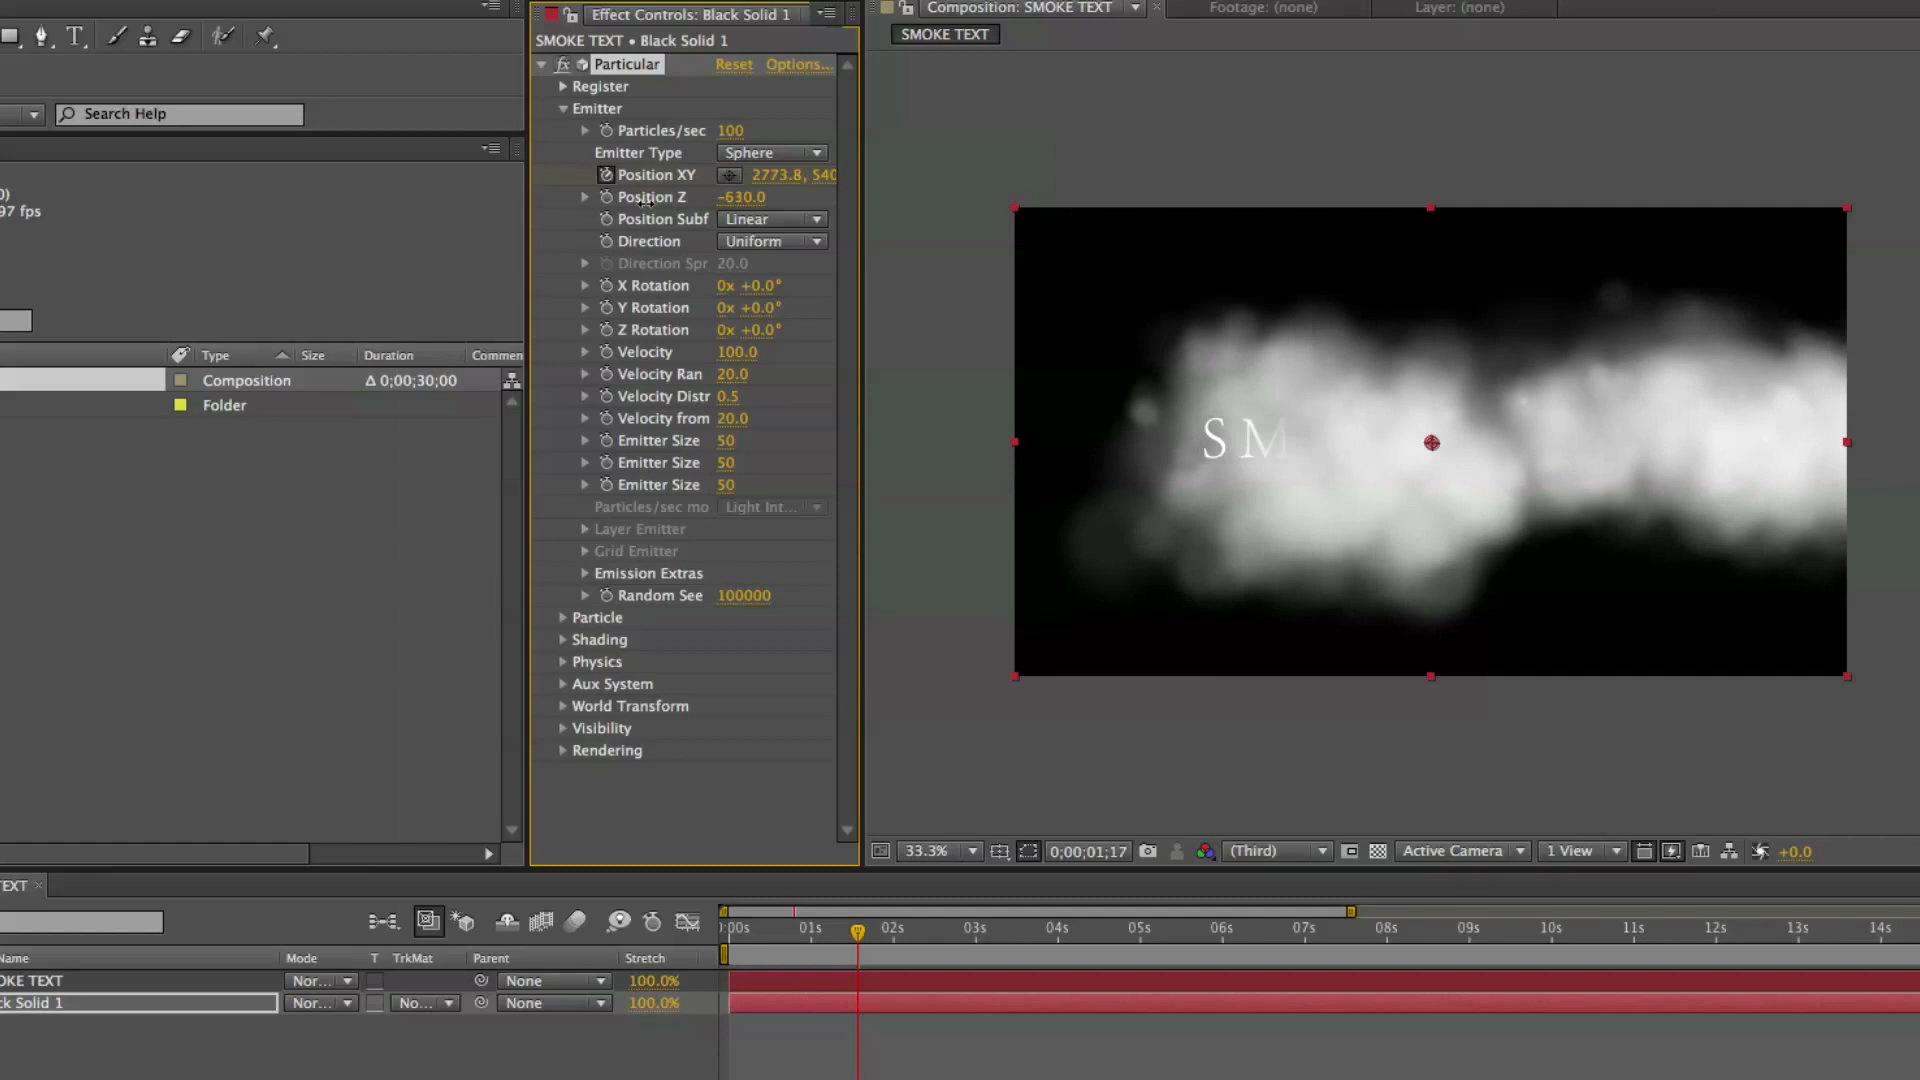 Effect Controls: Black Solid 1
SMOKE TEXT • Black Solid 1
fx Particular Reset Options...
Register
Emitter
Particles/sec 100
Emitter Type Sphere
Position XY 2773.8, 540
Position Z -630.0
Position Subf Linear
Direction Uniform
Direction Spr 20.0
X Rotation 0x +0.0°
Y Rotation 0x +0.0°
Z Rotation 0x +0.0°
Velocity 100.0
Velocity Ran 20.0
Velocity Distr 0.5
Velocity from 20.0
Emitter Size 50
Emitter Size 50
Emitter Size 50
Particles/sec mo Light Int...
Layer Emitter
Grid Emitter
Emission Extras
Random See 100000
Particle
Shading
Physics
Aux System
World Transform
Visibility
Rendering
T
Search Help
0)
97 fps
Type Size Duration Commen
Composition Δ 0;00;30;00
Folder
Composition: SMOKE TEXT × Footage: (none) Layer: (none)
SMOKE TEXT
S M
33.3% 0;00;01;17 (Third) Active Camera 1 View +0.0
TEXT ×
):00s 01s 02s 03s 04s 05s 06s 07s 08s 09s 10s 11s 12s 13s 14s
Name Mode T TrkMat Parent Stretch
OKE TEXT Nor... None 100.0%
ck Solid 1 Nor... No... None 100.0%